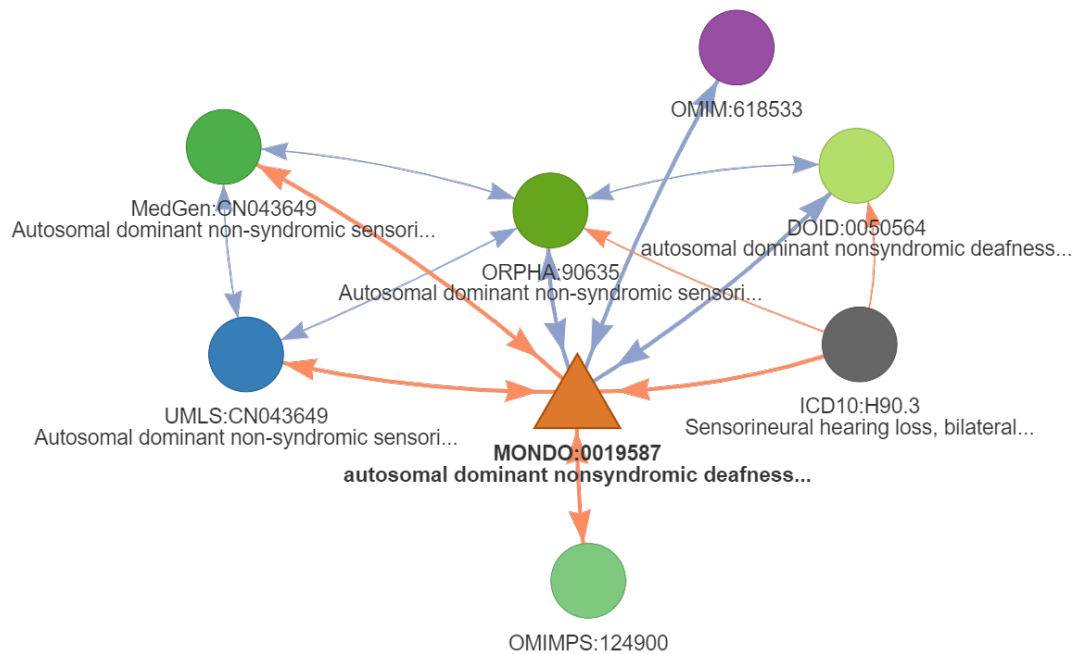 OMIM:618533
MedGen:CN043649
Autosomal dominant non-syndromic sensori...
DOID:0050564
autosomal dominant nonsyndromic deafness...
ORPHA:90635
Autosomal dominant non-syndromic sensori...
UMLS:CN043649
Autosomal dominant non-syndromic sensori...
ICD10:H90.3
Sensorineural hearing loss, bilateral...
MONDO:0019587
autosomal dominant nonsyndromic deafness...
OMIMPS:124900